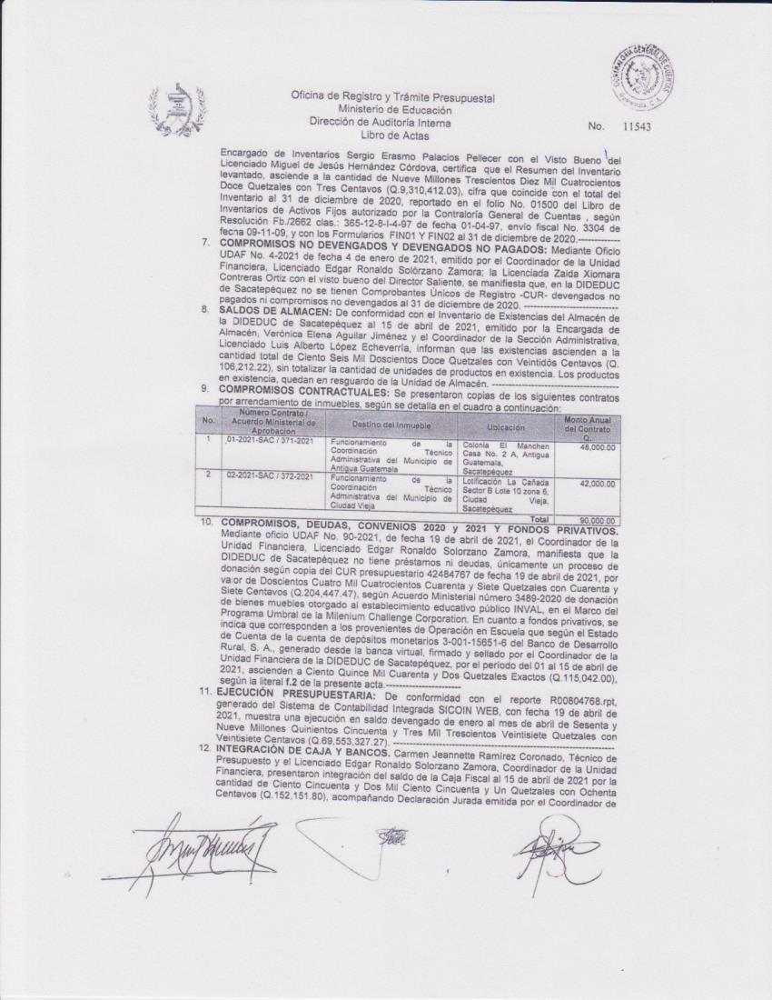 CONTRALORIA GENERAL DE CUENTAS
Guatemala, C. A.
Oficina de Registro y Trámite Presupuestal
Ministerio de Educación
Dirección de Auditoría Interna
Libro de Actas
No. 11543
Encargado de Inventarios Sergio Erasmo Palacios Pellecer con el Visto Bueno del
Licenciado Miguel de Jesús Hernández Córdova, certifica que el Resumen del Inventario
levantado, asciende a la cantidad de Nueve Millones Trescientos Diez Mil Cuatrocientos
Doce Quetzales con Tres Centavos (Q.9,310,412.03), cifra que coincide con el total del
Inventario al 31 de diciembre de 2020, reportado en el folio No. 01500 del Libro de
Inventarios de Activos Fijos autorizado por la Contraloría General de Cuentas , según
Resolución Fb./2662 clas.: 365-12-8-I-4-97 de fecha 01-04-97, envío fiscal No. 3304 de
fecha 09-11-09, y con los Formularios FIN01 Y FIN02 al 31 de diciembre de 2020.-------------
7. COMPROMISOS NO DEVENGADOS Y DEVENGADOS NO PAGADOS: Mediante Oficio
UDAF No. 4-2021 de fecha 4 de enero de 2021, emitido por el Coordinador de la Unidad
Financiera, Licenciado Edgar Ronaldo Solórzano Zamora; la Licenciada Zaida Xiomara
Contreras Ortiz con el visto bueno del Director Saliente, se manifiesta que, en la DIDEDUC
de Sacatepéquez no se tienen Comprobantes Únicos de Registro -CUR- devengados no
pagados ni compromisos no devengados al 31 de diciembre de 2020. ----------------------
8. SALDOS DE ALMACEN: De conformidad con el Inventario de Existencias del Almacén de
la DIDEDUC de Sacatepéquez al 15 de abril de 2021, emitido por la Encargada de
Almacén, Verónica Elena Aguilar Jiménez y el Coordinador de la Sección Administrativa,
Licenciado Luis Alberto López Echeverría, informan que las existencias ascienden a la
cantidad total de Ciento Seis Mil Doscientos Doce Quetzales con Veintidós Centavos (Q.
106,212.22), sin totalizar la cantidad de unidades de productos en existencia. Los productos
en existencia, quedan en resguardo de la Unidad de Almacén. -----------------------------
9. COMPROMISOS CONTRACTUALES: Se presentaron copias de los siguientes contratos
por arrendamiento de inmuebles, según se detalla en el cuadro a continuación:
No. Número Contrato / Acuerdo Ministerial de Aprobación Destino del Inmueble Ubicación Monto Anual del Contrato Q.
1 01-2021-SAC / 371-2021 Funcionamiento de la Coordinación Técnico Administrativa del Municipio de Antigua Guatemala Colonia El Manchen Casa No. 2 A, Antigua Guatemala, Sacatepéquez 48,000.00
2 02-2021-SAC / 372-2021 Funcionamiento de la Coordinación Técnico Administrativa del Municipio de Ciudad Vieja Lotificación La Cañada Sector B Lote 10 zona 6, Ciudad Vieja, Sacatepéquez 42,000.00
Total 90,000.00
10. COMPROMISOS, DEUDAS, CONVENIOS 2020 y 2021 Y FONDOS PRIVATIVOS.
Mediante oficio UDAF No. 90-2021, de fecha 19 de abril de 2021, el Coordinador de la
Unidad Financiera, Licenciado Edgar Ronaldo Solorzano Zamora, manifiesta que la
DIDEDUC de Sacatepéquez no tiene préstamos ni deudas, únicamente un proceso de
donación según copia del CUR presupuestario 42484767 de fecha 19 de abril de 2021, por
valor de Doscientos Cuatro Mil Cuatrocientos Cuarenta y Siete Quetzales con Cuarenta y
Siete Centavos (Q.204,447.47), según Acuerdo Ministerial número 3489-2020 de donación
de bienes muebles otorgado al establecimiento educativo público INVAL, en el Marco del
Programa Umbral de la Milenium Challenge Corporation. En cuanto a fondos privativos, se
indica que corresponden a los provenientes de Operación en Escuela que según el Estado
de Cuenta de la cuenta de depósitos monetarios 3-001-15651-6 del Banco de Desarrollo
Rural, S. A., generado desde la banca virtual, firmado y sellado por el Coordinador de la
Unidad Financiera de la DIDEDUC de Sacatepéquez, por el período del 01 al 15 de abril de
2021, ascienden a Ciento Quince Mil Cuarenta y Dos Quetzales Exactos (Q.115,042.00),
según la literal f.2 de la presente acta.-----------------------
11. EJECUCIÓN PRESUPUESTARIA: De conformidad con el reporte R00804768.rpt,
generado del Sistema de Contabilidad Integrada SICOIN WEB, con fecha 19 de abril de
2021, muestra una ejecución en saldo devengado de enero al mes de abril de Sesenta y
Nueve Millones Quinientos Cincuenta y Tres Mil Trescientos Veintisiete Quetzales con
Veintisiete Centavos (Q.69,553,327.27). ------------------------------------------------
12. INTEGRACIÓN DE CAJA Y BANCOS. Carmen Jeannette Ramírez Coronado, Técnico de
Presupuesto y el Licenciado Edgar Ronaldo Solorzano Zamora, Coordinador de la Unidad
Financiera, presentaron integración del saldo de la Caja Fiscal al 15 de abril de 2021 por la
cantidad de Ciento Cincuenta y Dos Mil Ciento Cincuenta y Un Quetzales con Ochenta
Centavos (Q.152,151.80), acompañando Declaración Jurada emitida por el Coordinador de